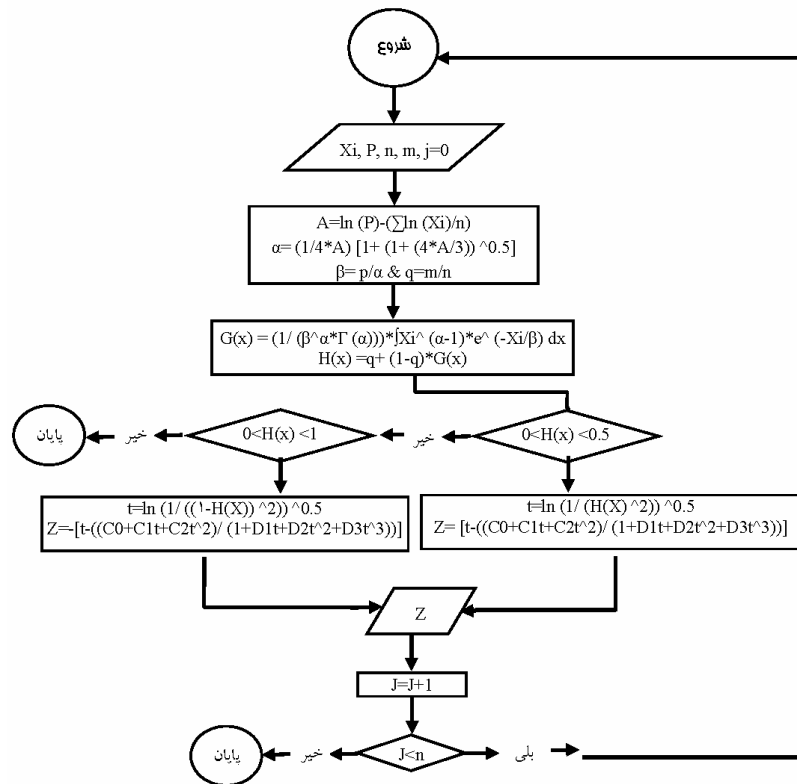 شروع
Xi, P, n, m, j=0
A=ln (P)-(∑ln (Xi)/n)
α= (1/4*A) [1+ (1+ (4*A/3)) ^0.5]
β= p/α & q=m/n
G(x) = (1/ (β^α*Γ (α)))*∫Xi^ (α-1)*e^ (-Xi/β) dx
H(x) =q+ (1-q)*G(x)
0<H(x) <0.5
خیر
0<H(x) <1
خیر
پایان
t=ln (1/ ((۱-H(X)) ^2)) ^0.5
Z=-[t-((C0+C1t+C2t^2)/ (1+D1t+D2t^2+D3t^3))]
t=ln (1/ (H(X) ^2)) ^0.5
Z= [t-((C0+C1t+C2t^2)/ (1+D1t+D2t^2+D3t^3))]
Z
J=J+1
J<n
بلی
خیر
پایان